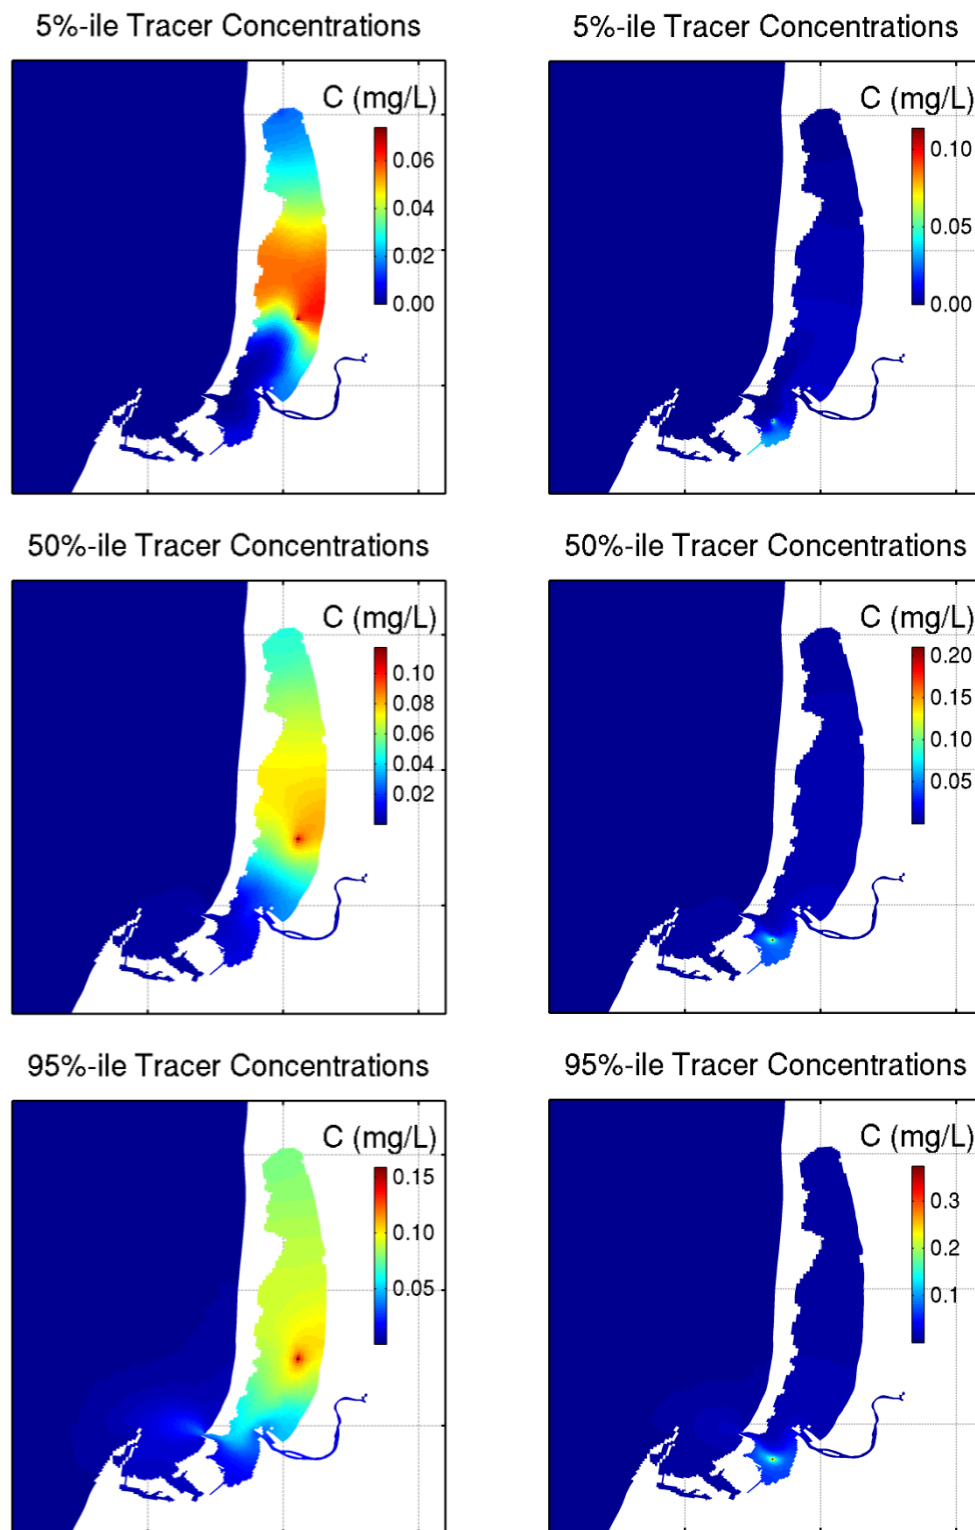 5%-ile Tracer Concentrations
C (mg/L)
0.06
0.04
0.02
0.00
5%-ile Tracer Concentrations
C (mg/L)
0.10
0.05
0.00
50%-ile Tracer Concentrations
C (mg/L)
0.10
0.08
0.06
0.04
0.02
50%-ile Tracer Concentrations
C (mg/L)
0.20
0.15
0.10
0.05
95%-ile Tracer Concentrations
C (mg/L)
0.15
0.10
0.05
95%-ile Tracer Concentrations
C (mg/L)
0.3
0.2
0.1